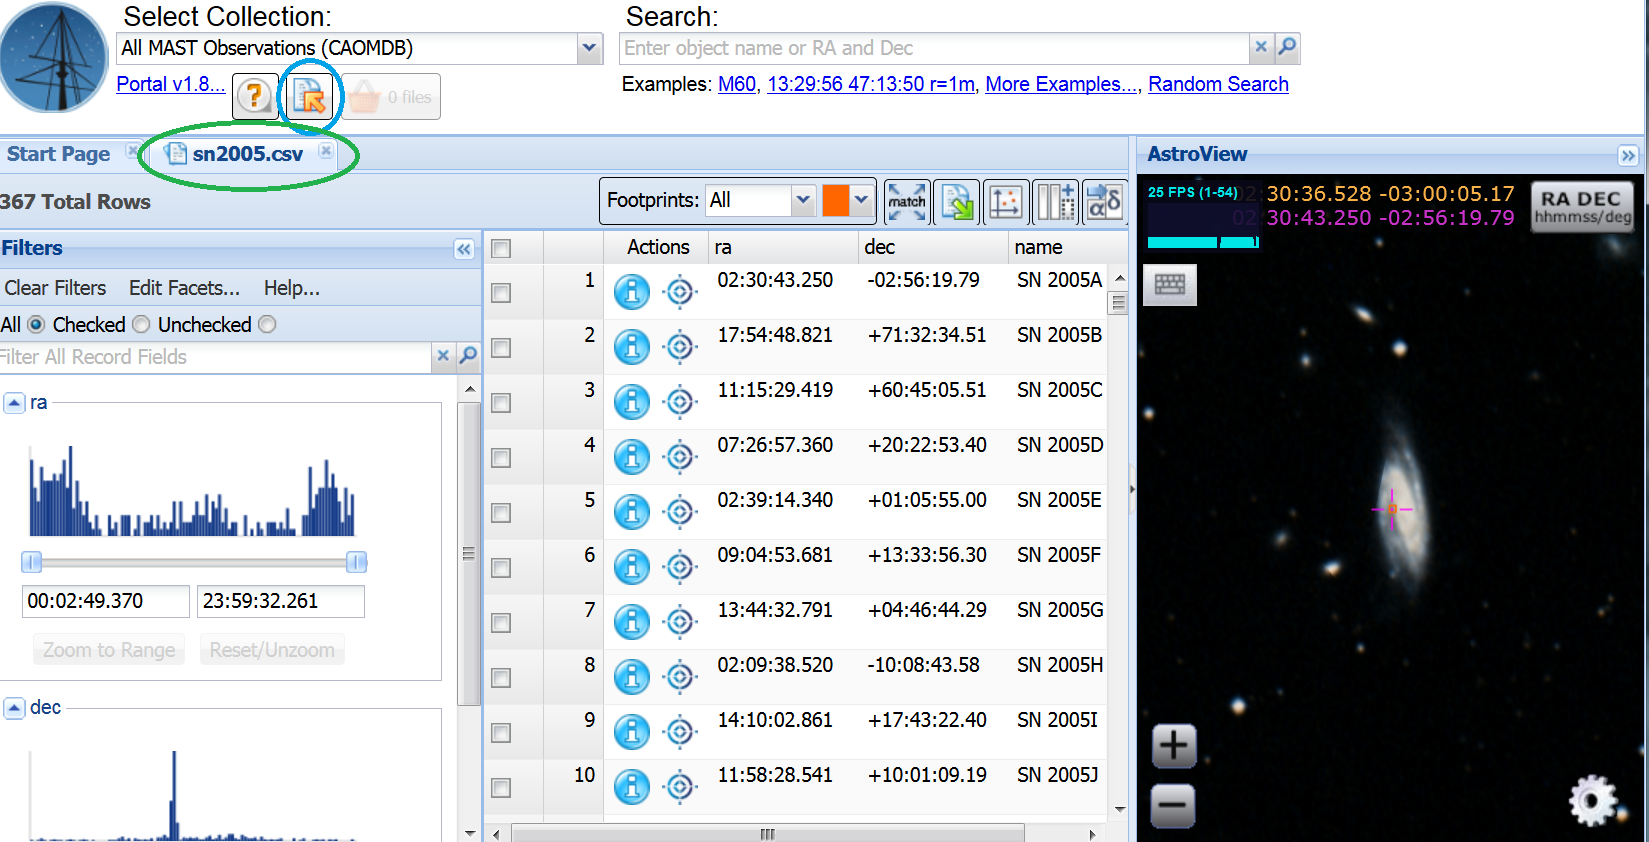 Select Collection:
Search:
All MAST Observations (CAOMDB)
Enter object name or RA and Dec
Portal v1.8...
0 files
Examples: M60, 13:29:56 47:13:50 r=1m, More Examples..., Random Search
Start Page
sn2005.csv
AstroView
367 Total Rows
Footprints: All
match
αδ
25 FPS (1-54)
30:36.528 -03:00:05.17
02:30:43.250 -02:56:19.79
RA DEC
hhmmss/deg
Filters
Clear Filters Edit Facets... Help...
All Checked Unchecked
Filter All Record Fields
ra
00:02:49.370 23:59:32.261
Zoom to Range Reset/Unzoom
dec
Actions ra dec name
1 02:30:43.250 -02:56:19.79 SN 2005A
2 17:54:48.821 +71:32:34.51 SN 2005B
3 11:15:29.419 +60:45:05.51 SN 2005C
4 07:26:57.360 +20:22:53.40 SN 2005D
5 02:39:14.340 +01:05:55.00 SN 2005E
6 09:04:53.681 +13:33:56.30 SN 2005F
7 13:44:32.791 +04:46:44.29 SN 2005G
8 02:09:38.520 -10:08:43.58 SN 2005H
9 14:10:02.861 +17:43:22.40 SN 2005I
10 11:58:28.541 +10:01:09.19 SN 2005J